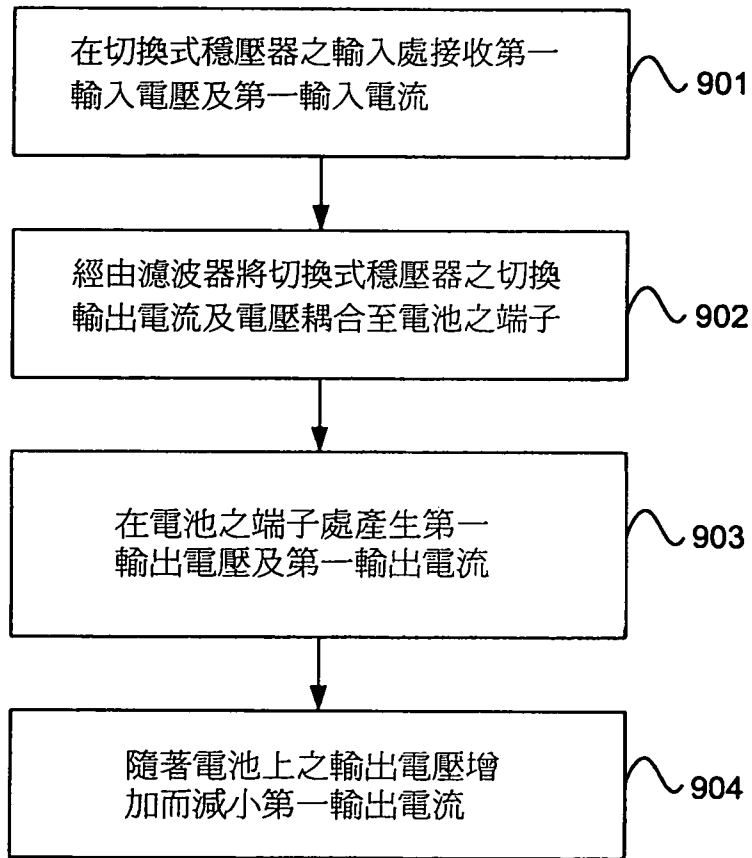 在切換式穩壓器之輸入處接收第一
輸入電壓及第一輸入電流
901
經由濾波器將切換式穩壓器之切換
輸出電流及電壓耦合至電池之端子
902
在電池之端子處產生第一
輸出電壓及第一輸出電流
903
隨著電池上之輸出電壓增
加而減小第一輸出電流
904